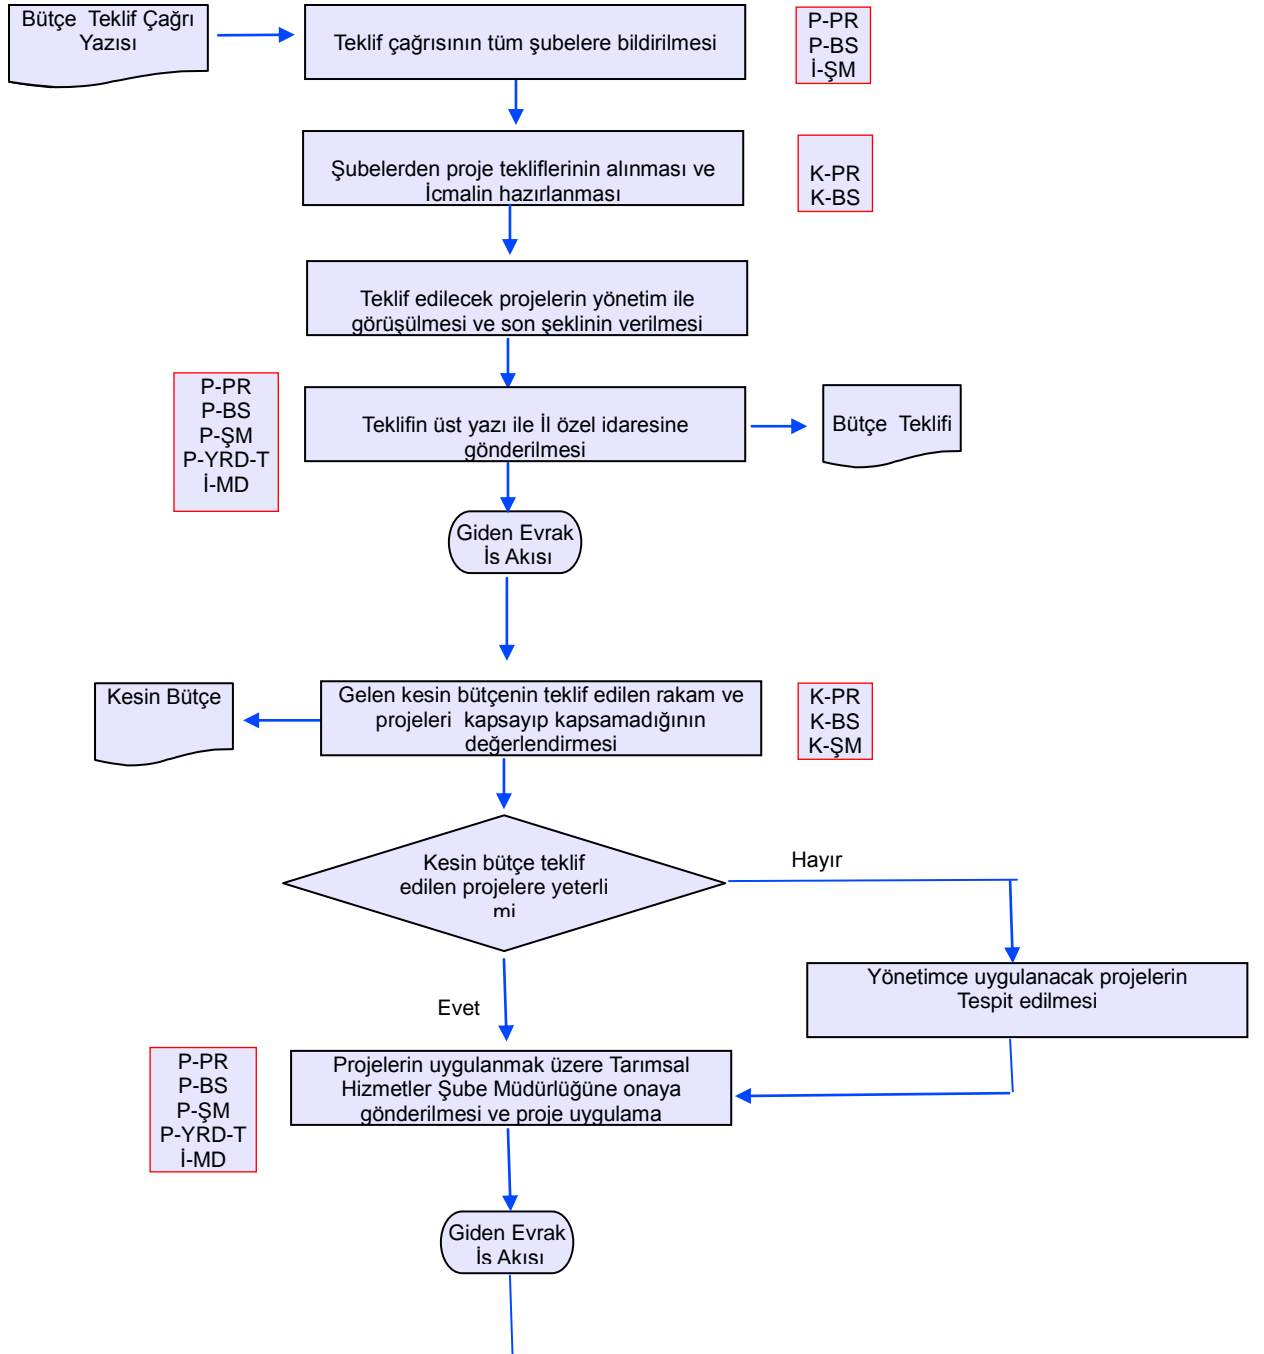 Bütçe  Teklif Çağrı
Yazısı
Teklif çağrısının tüm şubelere bildirilmesi
P-PR
P-BS
İ-ŞM
Şubelerden proje tekliflerinin alınması ve
İcmalin hazırlanması
K-PR
K-BS
Teklif edilecek projelerin yönetim ile
görüşülmesi ve son şeklinin verilmesi
P-PR
P-BS
P-ŞM
P-YRD-T
İ-MD
Teklifin üst yazı ile İl özel idaresine
gönderilmesi
Bütçe  Teklifi
Giden Evrak
İs Akısı
Kesin Bütçe
Gelen kesin bütçenin teklif edilen rakam ve
projeleri  kapsayıp kapsamadığının
değerlendirmesi
K-PR
K-BS
K-ŞM
Kesin bütçe teklif
edilen projelere yeterli
mi
Hayır
Yönetimce uygulanacak projelerin
Tespit edilmesi
Evet
P-PR
P-BS
P-ŞM
P-YRD-T
İ-MD
Projelerin uygulanmak üzere Tarımsal
Hizmetler Şube Müdürlüğüne onaya
gönderilmesi ve proje uygulama
Giden Evrak
İs Akısı